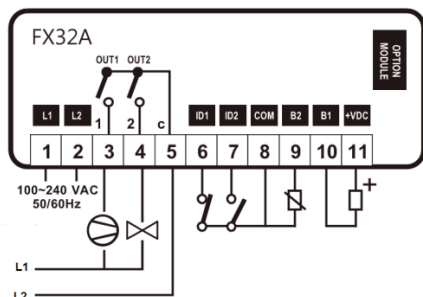 FX32A
OUT1 OUT2
OPTION MODULE
L1 L2 1 2 c ID1 ID2 COM B2 B1 +VDC
1 2 3 4 5 6 7 8 9 10 11
100~240 VAC
50/60Hz
+
L1
L2